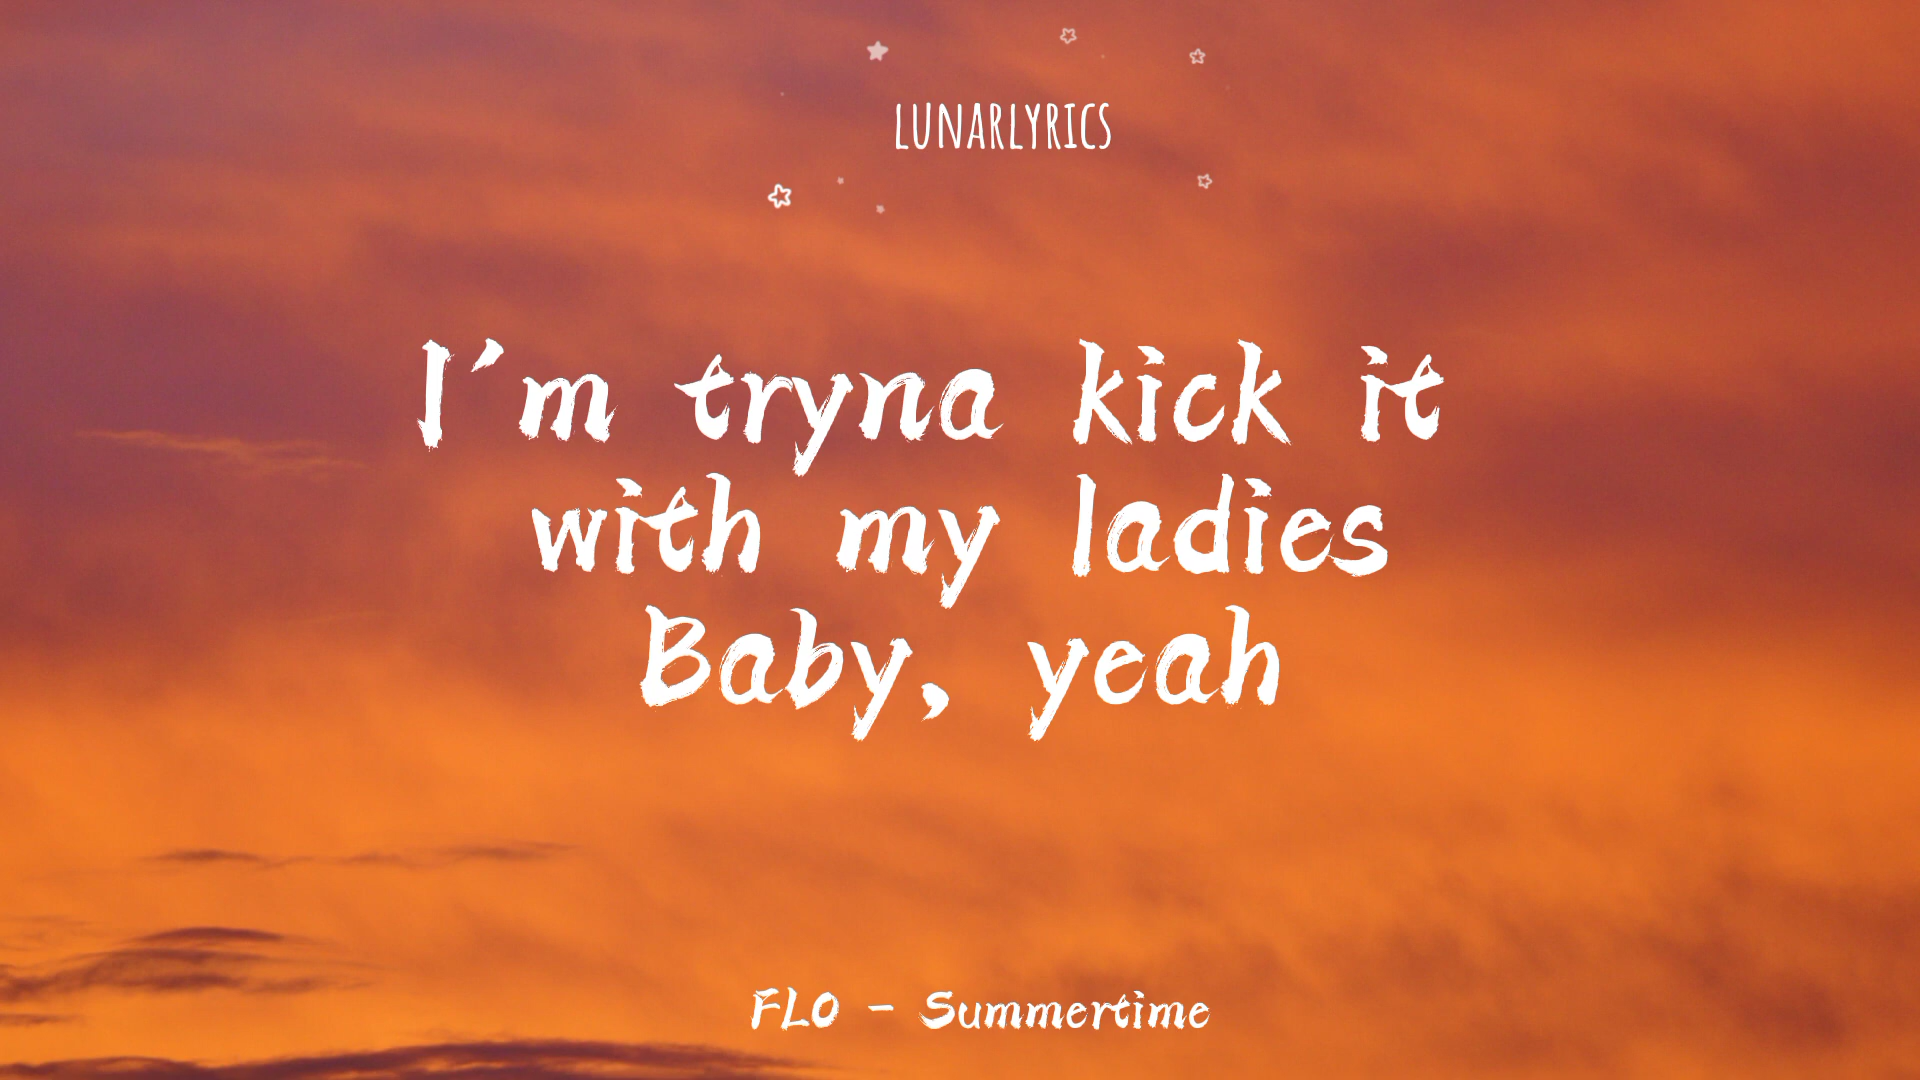 LUNARLYRICS
I'm tryna kick it
with my ladies
Baby, yeah
FLO - Summertime